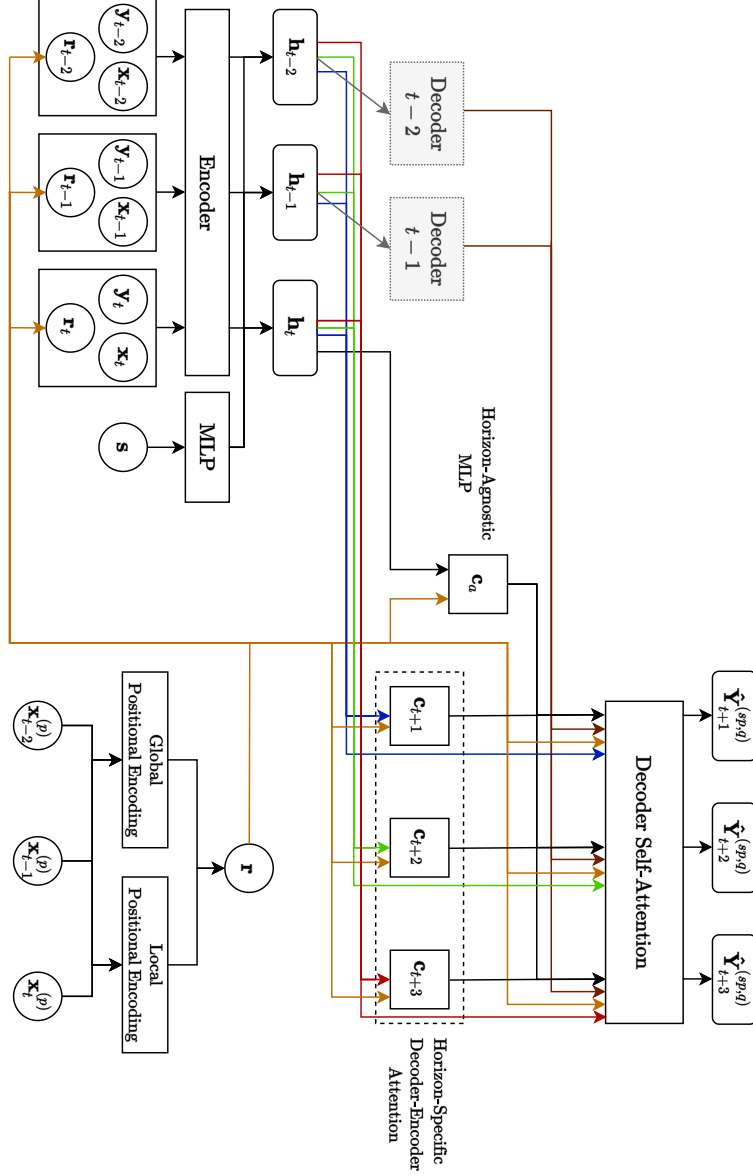 Ŷ_{t+1}^{(sp,q)}
Ŷ_{t+2}^{(sp,q)}
Ŷ_{t+3}^{(sp,q)}
Decoder Self-Attention
Decoder
t − 2
Decoder
t − 1
Horizon-Agnostic
MLP
c_a
c_{t+1}
c_{t+2}
c_{t+3}
Horizon-Specific
Decoder-Encoder
Attention
h_{t-2}
h_{t-1}
h_t
Encoder
MLP
y_{t-2}
x_{t-2}
r_{t-2}
y_{t-1}
x_{t-1}
r_{t-1}
y_t
x_t
r_t
s
r
Global
Positional Encoding
Local
Positional Encoding
x_{t-2}^{(p)}
x_{t-1}^{(p)}
x_t^{(p)}